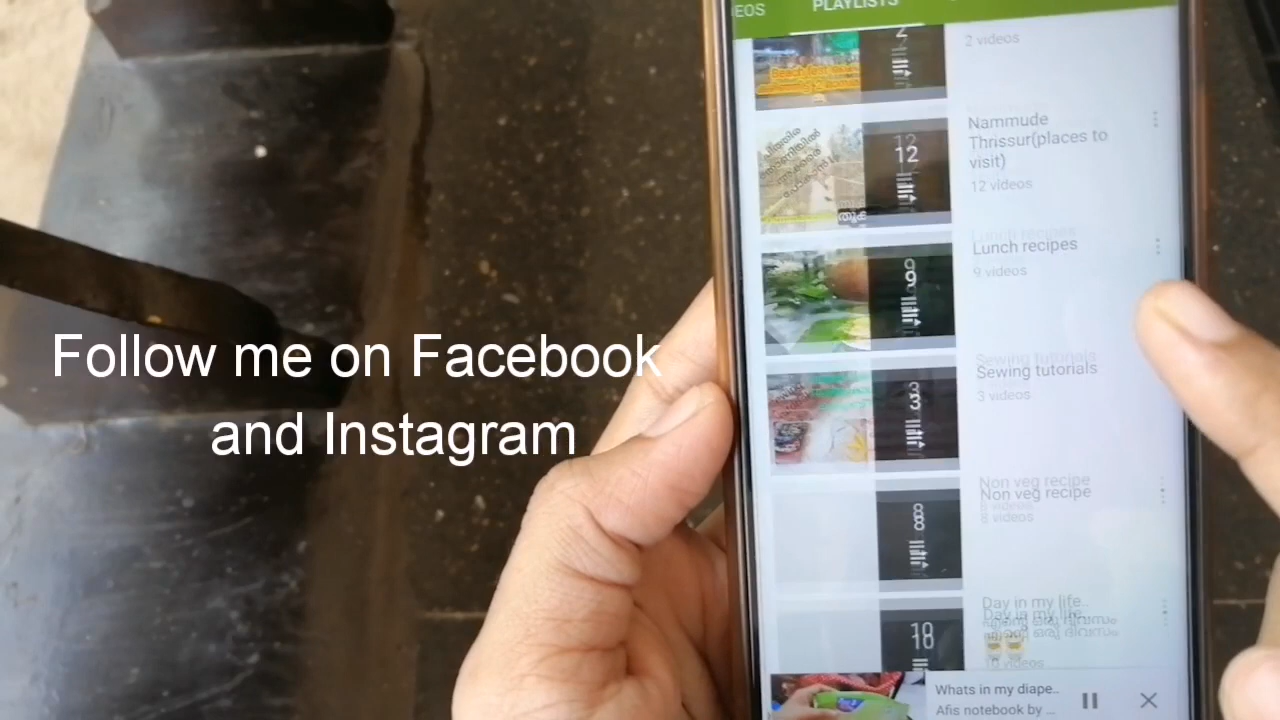 EOS
PLAYLISTS
2 videos
Nammude
Thrissur(places to
visit)
12 videos
12
Lunch recipes
9 videos
9
Sewing tutorials
3 videos
3
Non veg recipe
8 videos
8
Day in my life..
ഒരു ദിവസം
10 videos
10
Whats in my diape..
Afis notebook by ...
Follow me on Facebook
and Instagram